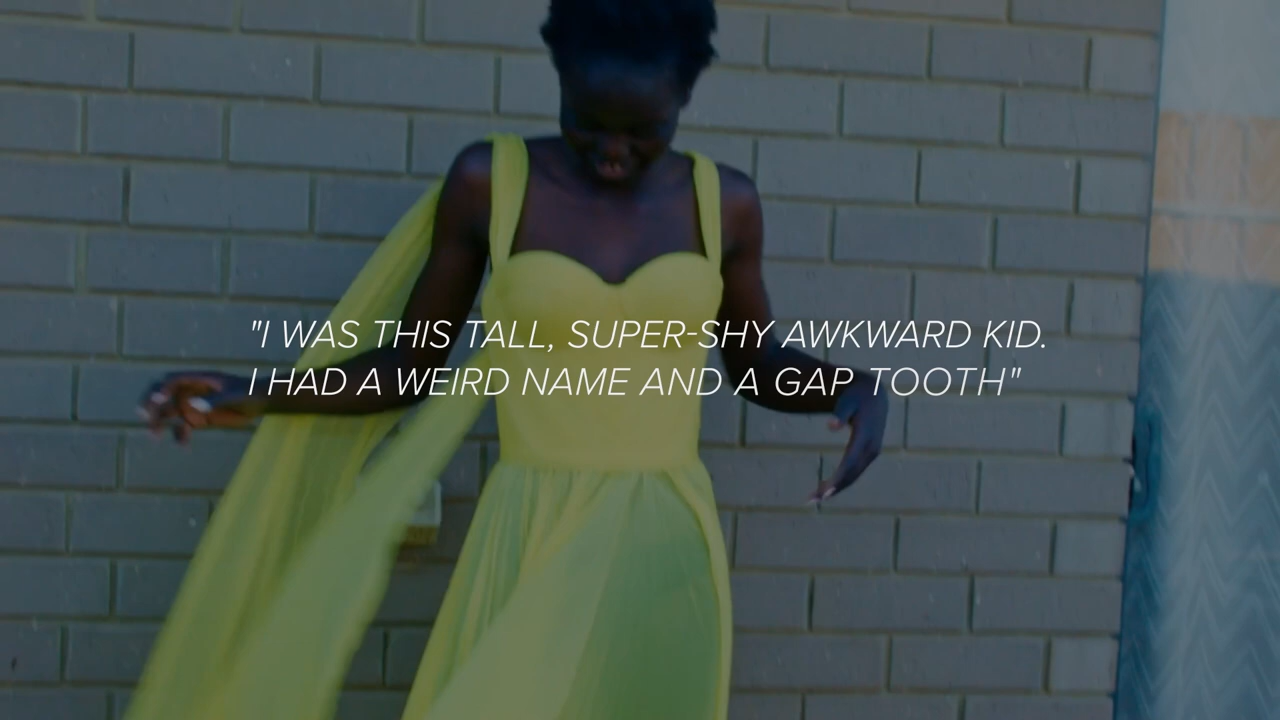 "I WAS THIS TALL, SUPER-SHY AWKWARD KID.
I HAD A WEIRD NAME AND A GAP TOOTH"